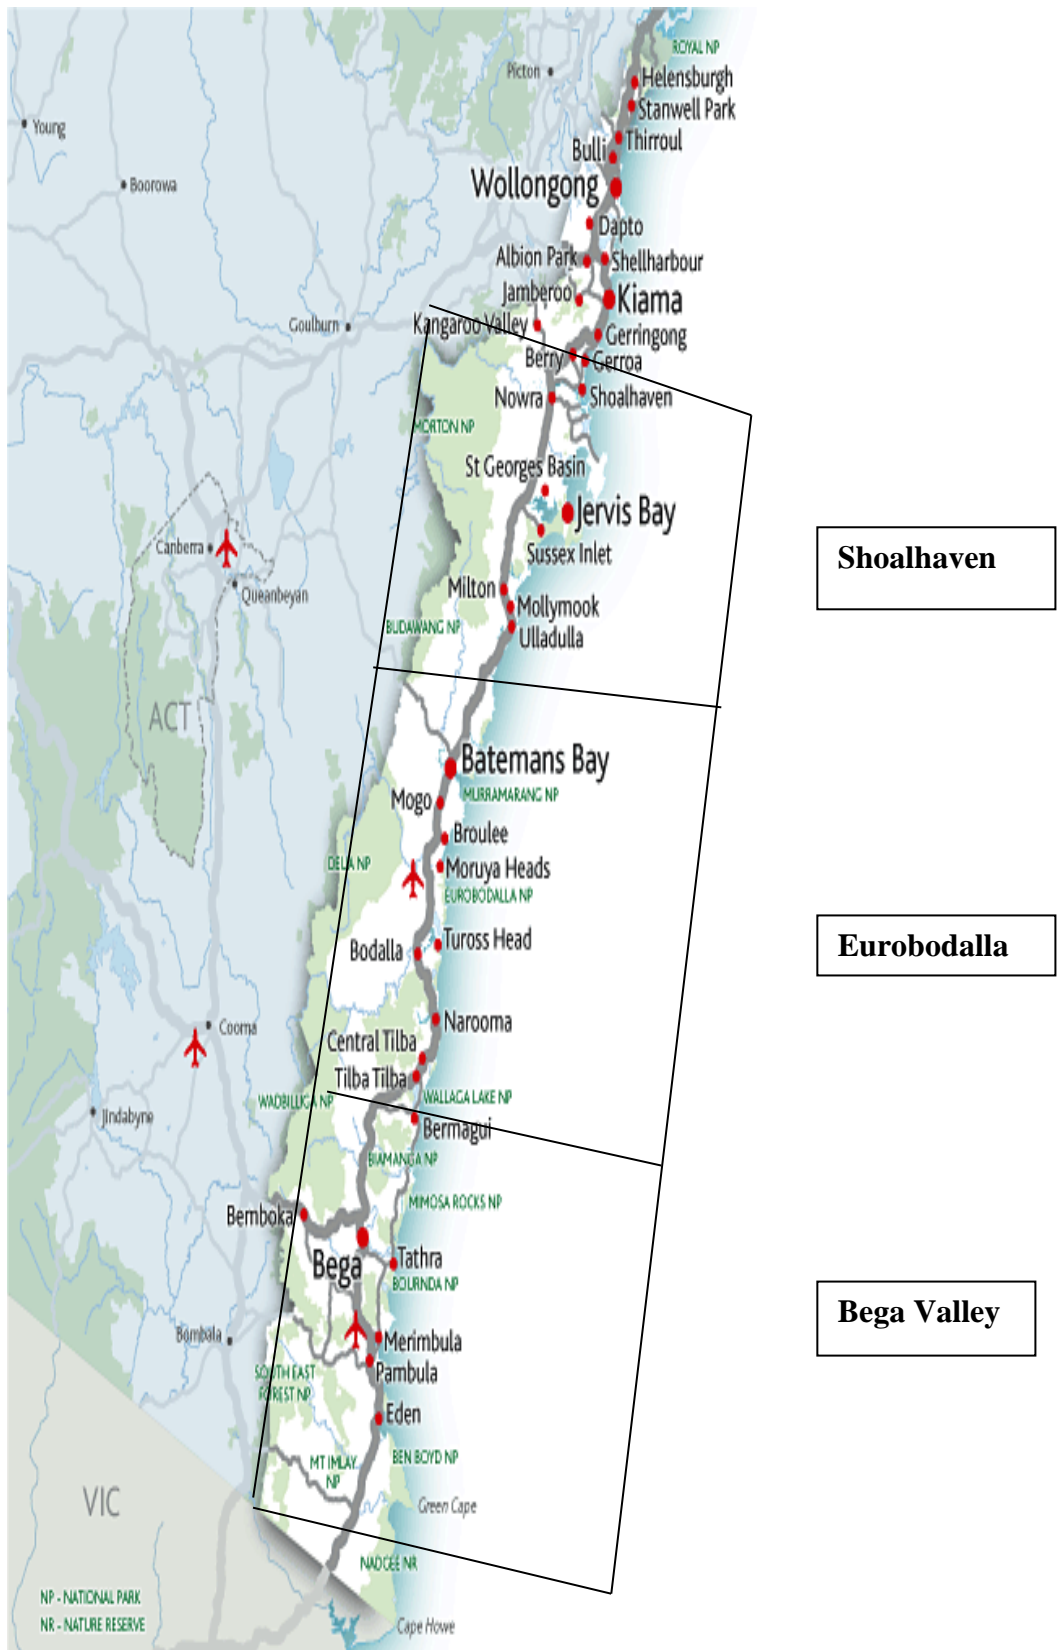 ROYAL NP
Picton
Helensburgh
Stanwell Park
Young
Thirroul
Bulli
Boorowa
Wollongong
Dapto
Albion Park
Shellharbour
Jamberoo
Kiama
Goulburn
Kangaroo Valley
Gerringong
Berry
Gerroa
Nowra
Shoalhaven
MORTON NP
St Georges Basin
Jervis Bay
Canberra
Sussex Inlet
Shoalhaven
Queanbeyan
Milton
Mollymook
BUDAWANG NP
Ulladulla
ACT
Batemans Bay
Mogo
MURRAMARANG NP
Broulee
DEUA NP
Moruya Heads
EUROBODALLA NP
Bodalla
Tuross Head
Eurobodalla
Narooma
Cooma
Central Tilba
Tilba Tilba
WADBILLIGA NP
WALLAGA LAKE NP
Jindabyne
Bermagui
BIAMANGA NP
MIMOSA ROCKS NP
Bemboka
Bega
Tathra
BOURNDA NP
Bega Valley
Bombala
Merimbula
Pambula
SOUTH EAST
FOREST NP
Eden
MT IMLAY
NP
BEN BOYD NP
VIC
Green Cape
NADGEE NR
NP - NATIONAL PARK
NR - NATURE RESERVE
Cape Howe